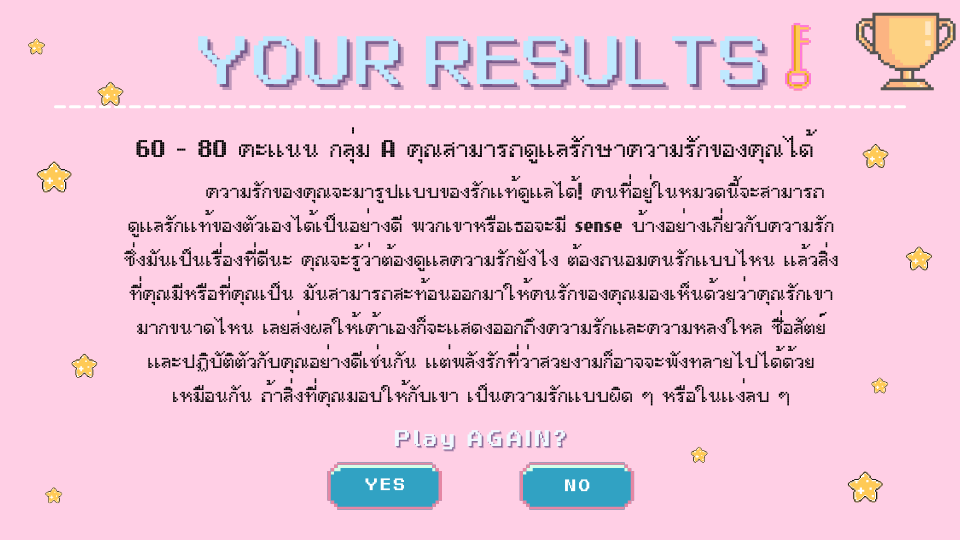 YOUR RESULTS
60 - 80 คะแนน กลุ่ม A คุณสามารถดูแลรักษาความรักของคุณได้
ความรักของคุณจะมารูปแบบของรักแท้ดูแลได้! คนที่อยู่ในหมวดนี้จะสามารถ
ดูแลรักแท้ของตัวเองได้เป็นอย่างดี พวกเขาหรือเธอจะมี sense บ้างอย่างเกี่ยวกับความรัก
ซึ่งมันเป็นเรื่องที่ดีนะ คุณจะรู้ว่าต้องดูแลความรักยังไง ต้องถนอมคนรักแบบไหน แล้วสิ่ง
ที่คุณมีหรือที่คุณเป็น มันสามารถสะท้อนออกมาให้คนรักของคุณมองเห็นด้วยว่าคุณรักเขา
มากขนาดไหน เลยส่งผลให้เค้าเองก็จะแสดงออกถึงความรักและความหลงใหล ซื่อสัตย์
และปฏิบัติตัวกับคุณอย่างดีเช่นกัน แต่พลังรักที่ว่าสวยงามก็อาจจะพังทลายไปได้ด้วย
เหมือนกัน ถ้าสิ่งที่คุณมอบให้กับเขา เป็นความรักแบบผิด ๆ หรือในแง่ลบ ๆ
Play AGAIN?
YES
NO